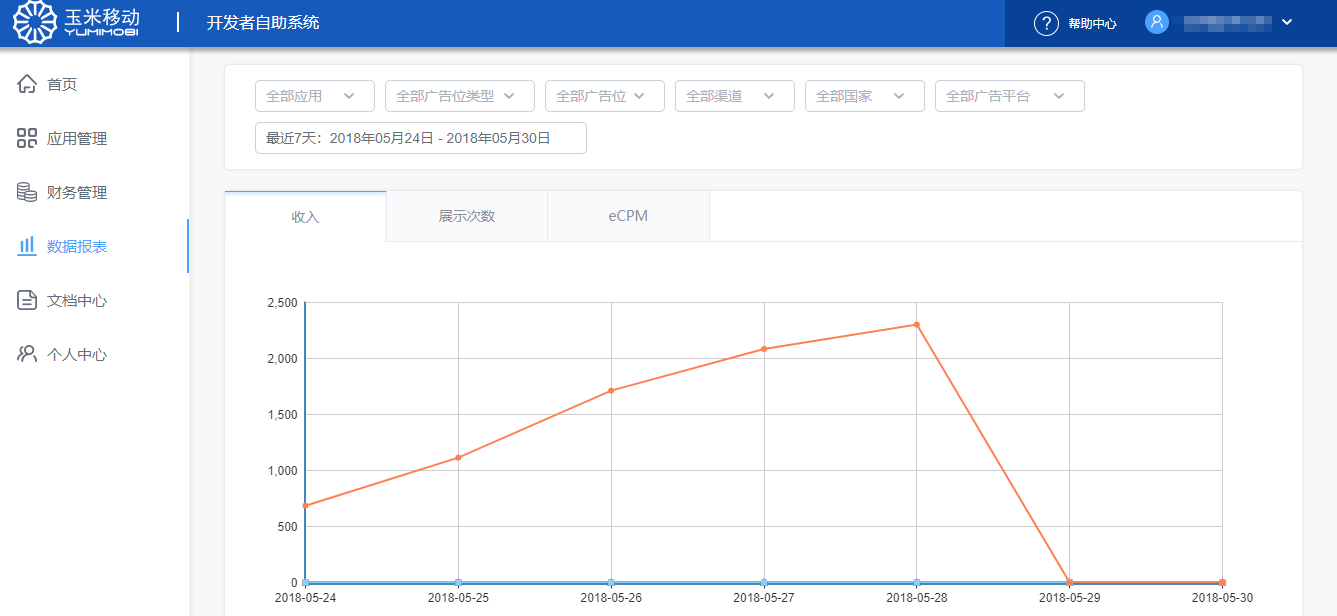 玉米移动
YUMIMOBI
开发者自助系统
?
帮助中心
首页
应用管理
财务管理
数据报表
文档中心
个人中心
全部应用
全部广告位类型
全部广告位
全部渠道
全部国家
全部广告平台
最近7天：2018年05月24日 - 2018年05月30日
收入
展示次数
eCPM
2,500
2,000
1,500
1,000
500
0
2018-05-24
2018-05-25
2018-05-26
2018-05-27
2018-05-28
2018-05-29
2018-05-30